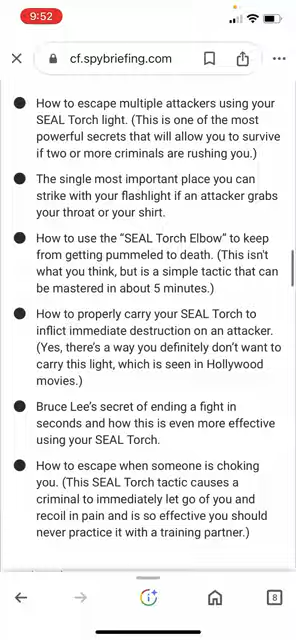 9:52
cf.spybriefing.com
How to escape multiple attackers using your
SEAL Torch light. (This is one of the most
powerful secrets that will allow you to survive
if two or more criminals are rushing you.)
The single most important place you can
strike with your flashlight if an attacker grabs
your throat or your shirt.
How to use the “SEAL Torch Elbow” to keep
from getting pummeled to death. (This isn't
what you think, but is a simple tactic that can
be mastered in about 5 minutes.)
How to properly carry your SEAL Torch to
inflict immediate destruction on an attacker.
(Yes, there’s a way you definitely don’t want to
carry this light, which is seen in Hollywood
movies.)
Bruce Lee’s secret of ending a fight in
seconds and how this is even more effective
using your SEAL Torch.
How to escape when someone is choking
you. (This SEAL Torch tactic causes a
criminal to immediately let go of you and
recoil in pain and is so effective you should
never practice it with a training partner.)
8